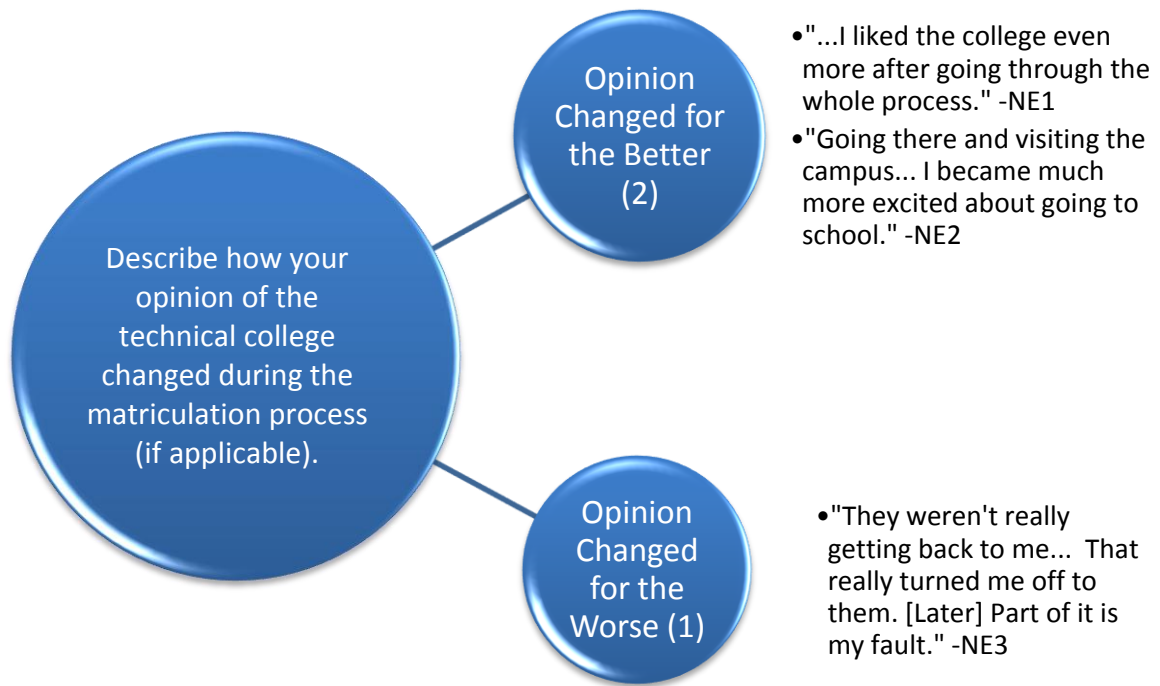 Describe how your
opinion of the
technical college
changed during the
matriculation process
(if applicable).
Opinion
Changed for
the Better
(2)
•"...I liked the college even
more after going through the
whole process." -NE1
•"Going there and visiting the
campus... I became much
more excited about going to
school." -NE2
Opinion
Changed
for the
Worse (1)
•"They weren't really
getting back to me...  That
really turned me off to
them. [Later] Part of it is
my fault." -NE3